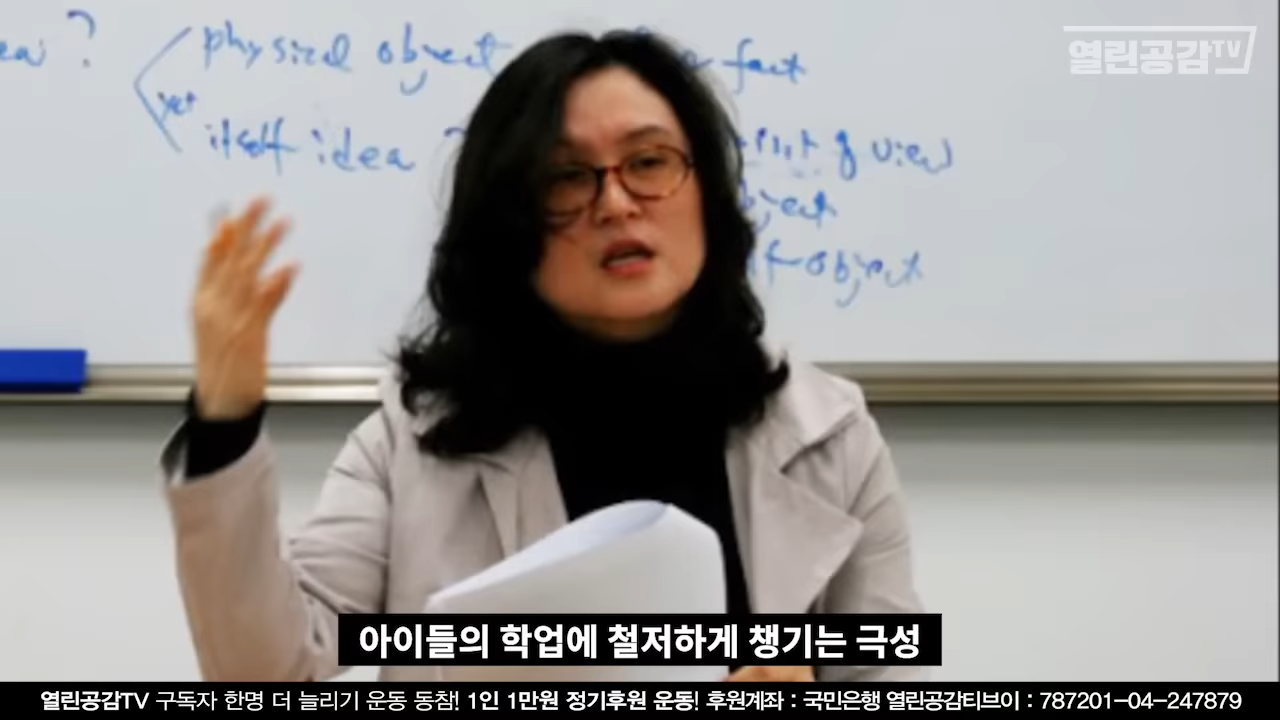 열린공감TV
physical object fact
itself idea
of view
object
object
아이들의 학업에 철저하게 챙기는 극성
열린공감TV 구독자 한명 더 늘리기 운동 동참! 1인 1만원 정기후원 운동! 후원계좌 : 국민은행 열린공감티브이 : 787201-04-247879